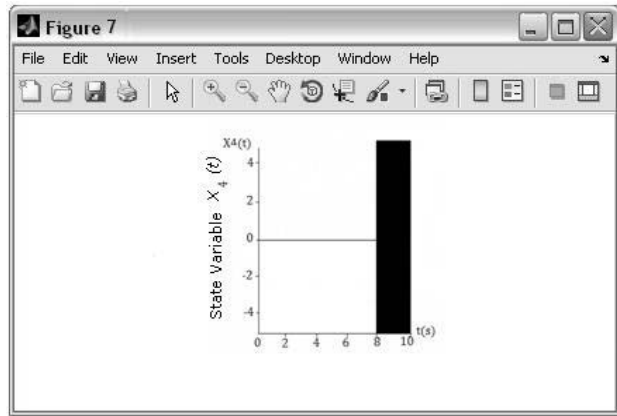 Figure 7
File Edit View Insert Tools Desktop Window Help
X4(t)
State Variable X4 (t)
4
2
0
-2
-4
0 2 4 6 8 10
t(s)